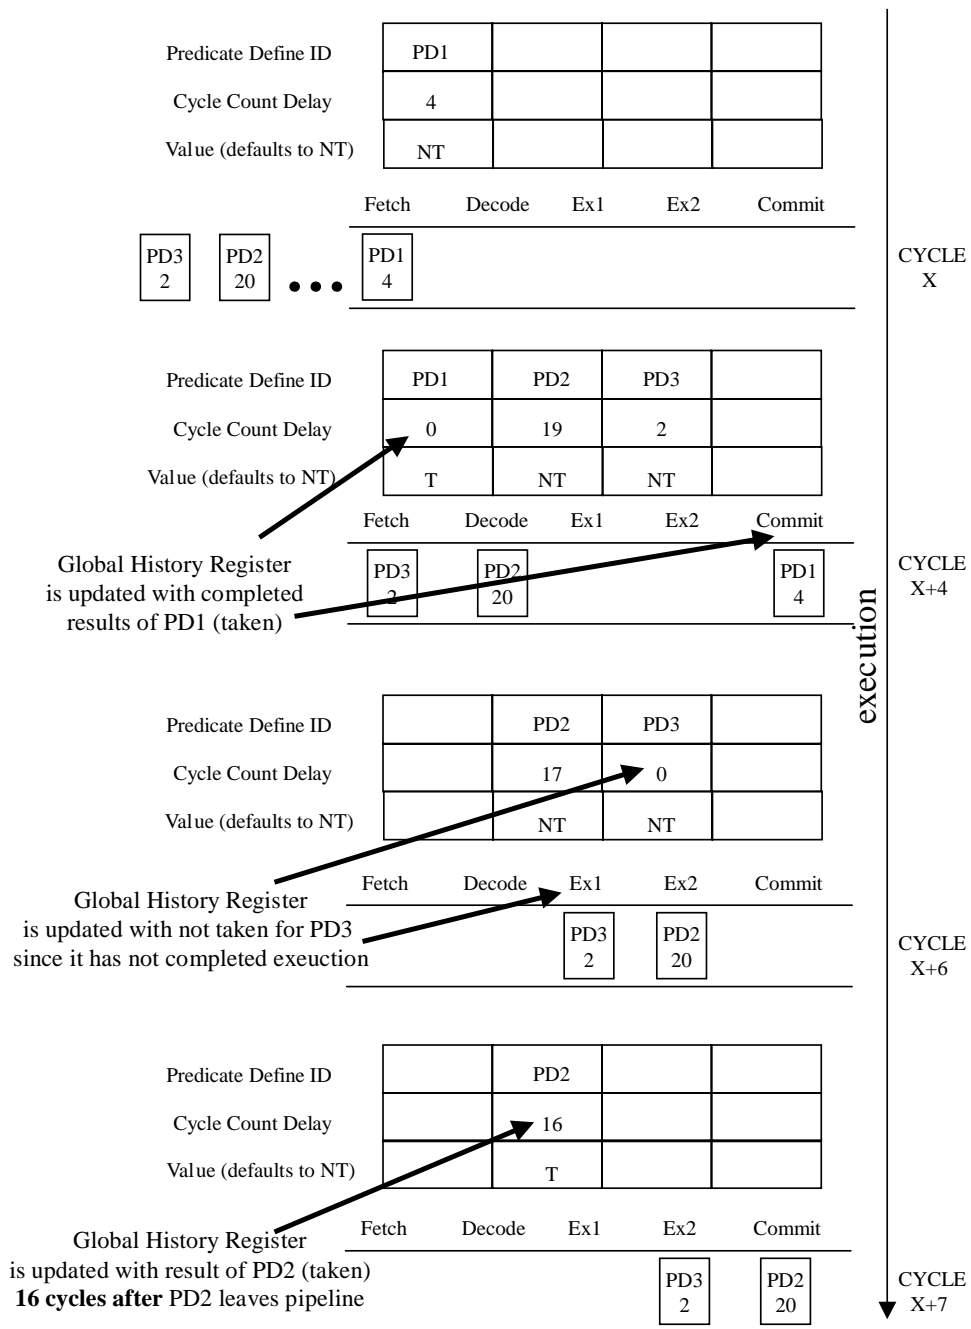 Predicate Define ID PD1
Cycle Count Delay 4
Value (defaults to NT) NT
Fetch Decode Ex1 Ex2 Commit
PD3 PD2 PD1 CYCLE
2 20 ••• 4 X
Predicate Define ID PD1 PD2 PD3
Cycle Count Delay 0 19 2
Value (defaults to NT) T NT NT
Fetch Decode Ex1 Ex2 Commit
Global History Register
is updated with completed
results of PD1 (taken)
PD3 PD2 PD1 CYCLE
2 20 4 X+4
execution
Predicate Define ID PD2 PD3
Cycle Count Delay 17 0
Value (defaults to NT) NT NT
Fetch Decode Ex1 Ex2 Commit
Global History Register
is updated with not taken for PD3
since it has not completed exeuction
PD3 PD2 CYCLE
2 20 X+6
Predicate Define ID PD2
Cycle Count Delay 16
Value (defaults to NT) T
Fetch Decode Ex1 Ex2 Commit
Global History Register
is updated with result of PD2 (taken)
16 cycles after PD2 leaves pipeline
PD3 PD2 CYCLE
2 20 X+7